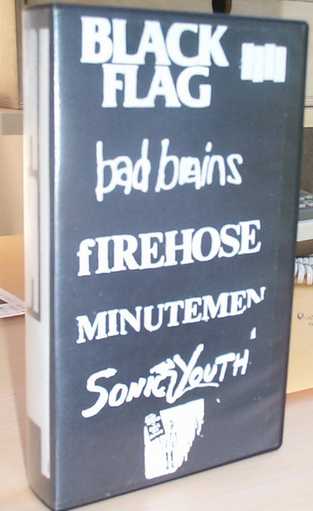 BLACK
FLAG
bad brains
fIREHOSE
MINUTEMEN
SONIC YOUTH